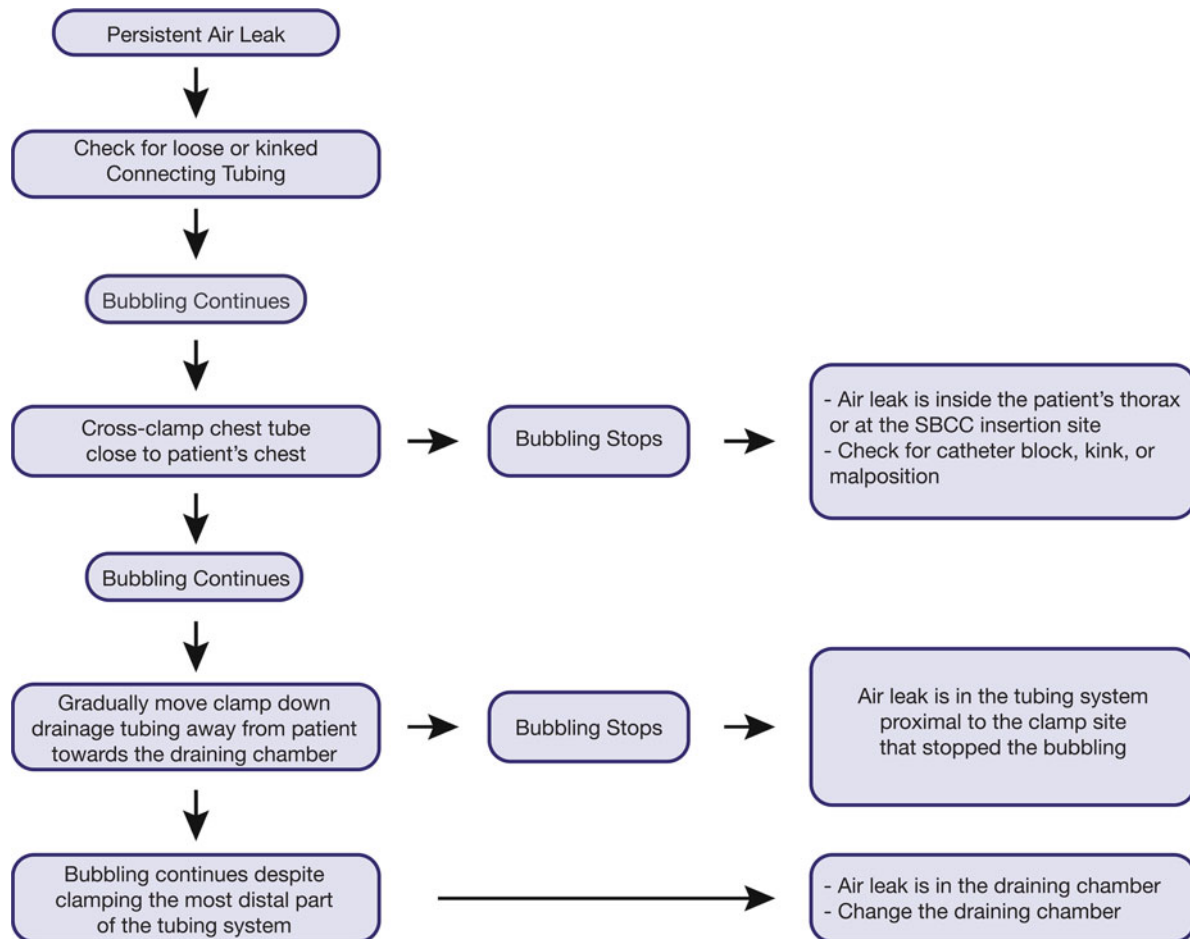 Persistent Air Leak
Check for loose or kinked
Connecting Tubing
Bubbling Continues
Cross-clamp chest tube
close to patient's chest
Bubbling Stops
- Air leak is inside the patient's thorax
or at the SBCC insertion site
- Check for catheter block, kink, or
malposition
Bubbling Continues
Gradually move clamp down
drainage tubing away from patient
towards the draining chamber
Bubbling Stops
Air leak is in the tubing system
proximal to the clamp site
that stopped the bubbling
Bubbling continues despite
clamping the most distal part
of the tubing system
- Air leak is in the draining chamber
- Change the draining chamber